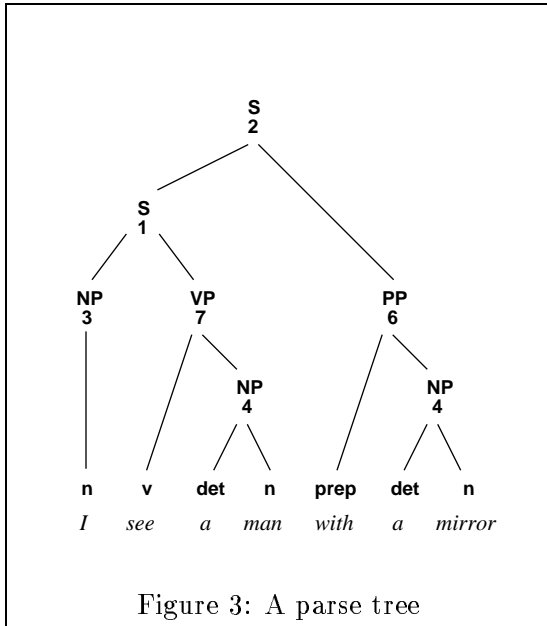 S
2
S
1
NP VP PP
3 7 6
NP NP
4 4
n v det n prep det n
I see a man with a mirror
Figure 3: A parse tree